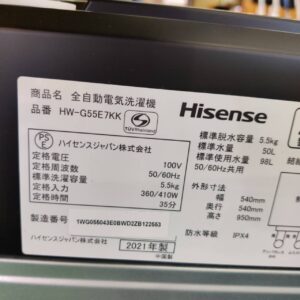 商品名 全自動電気洗濯機
品番 HW-G55E7KK
TÜVRheinland
Hisense
PSE
ハイセンスジャパン株式会社
定格電圧 100V
定格周波数 50/60Hz
標準洗濯容量 5.5kg
定格入力 360/410W
定格時間 35分
標準脱水容量 5.5kg
標準水量 50L
標準使用水量 98L
50/60Hz共用
外形寸法
幅 540mm
奥行 540mm
高さ 950mm
防水等級 IPX4
製造番号 1WG055043E0BWD2ZB122553
ハイセンスジャパン株式会社
2021年製
中国製